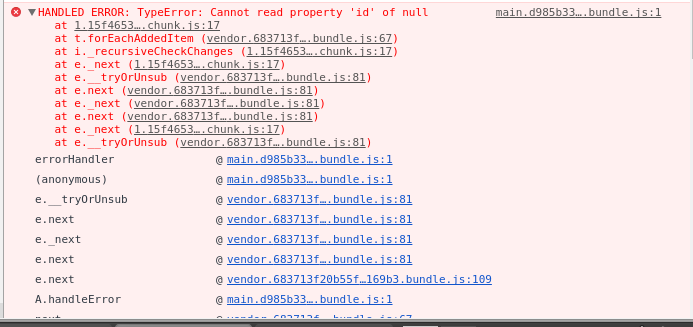 HANDLED ERROR: TypeError: Cannot read property 'id' of null main.d985b33….bundle.js:1
at 1.15f4653….chunk.js:17
at t.forEachAddedItem (vendor.683713f….bundle.js:67)
at i._recursiveCheckChanges (1.15f4653….chunk.js:17)
at e._next (1.15f4653….chunk.js:17)
at e.__tryOrUnsub (vendor.683713f….bundle.js:81)
at e.next (vendor.683713f….bundle.js:81)
at e._next (vendor.683713f….bundle.js:81)
at e.next (vendor.683713f….bundle.js:81)
at e._next (1.15f4653….chunk.js:17)
at e.__tryOrUnsub (vendor.683713f….bundle.js:81)
errorHandler @ main.d985b33….bundle.js:1
(anonymous) @ main.d985b33….bundle.js:1
e.__tryOrUnsub @ vendor.683713f….bundle.js:81
e.next @ vendor.683713f….bundle.js:81
e._next @ vendor.683713f….bundle.js:81
e.next @ vendor.683713f….bundle.js:81
e.next @ vendor.683713f20b55f…169b3.bundle.js:109
A.handleError @ main.d985b33….bundle.js:1